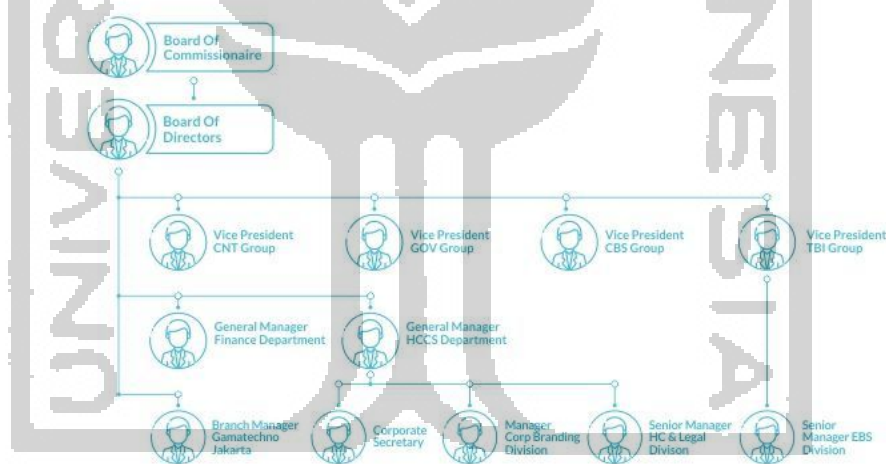 Board Of
Commissionaire
Board Of
Directors
Vice President
CNT Group
Vice President
GOV Group
Vice President
CBS Group
Vice President
TBI Group
General Manager
Finance Department
General Manager
HCCS Department
Branch Manager
Gamatechno
Jakarta
Corporate
Secretary
Manager
Corp Branding
Division
Senior Manager
HC & Legal
Divison
Senior
Manager EBS
Division
UNIVER
NESIA